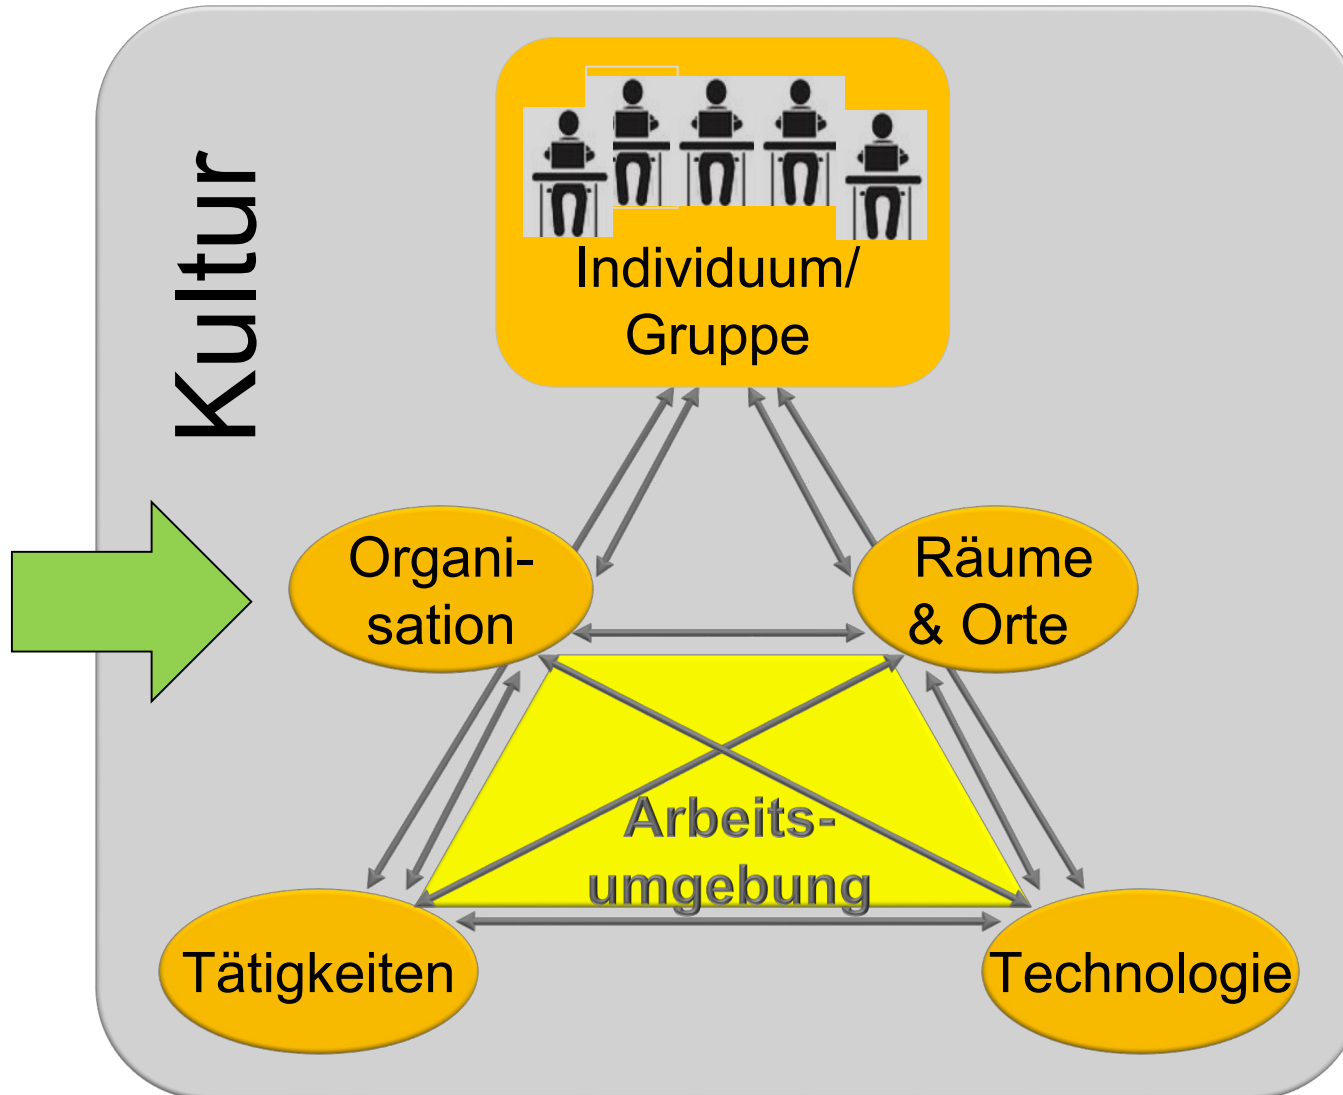 Kultur
Individuum/
Gruppe
Organi-
sation
Räume
& Orte
Arbeits-
umgebung
Tätigkeiten
Technologie